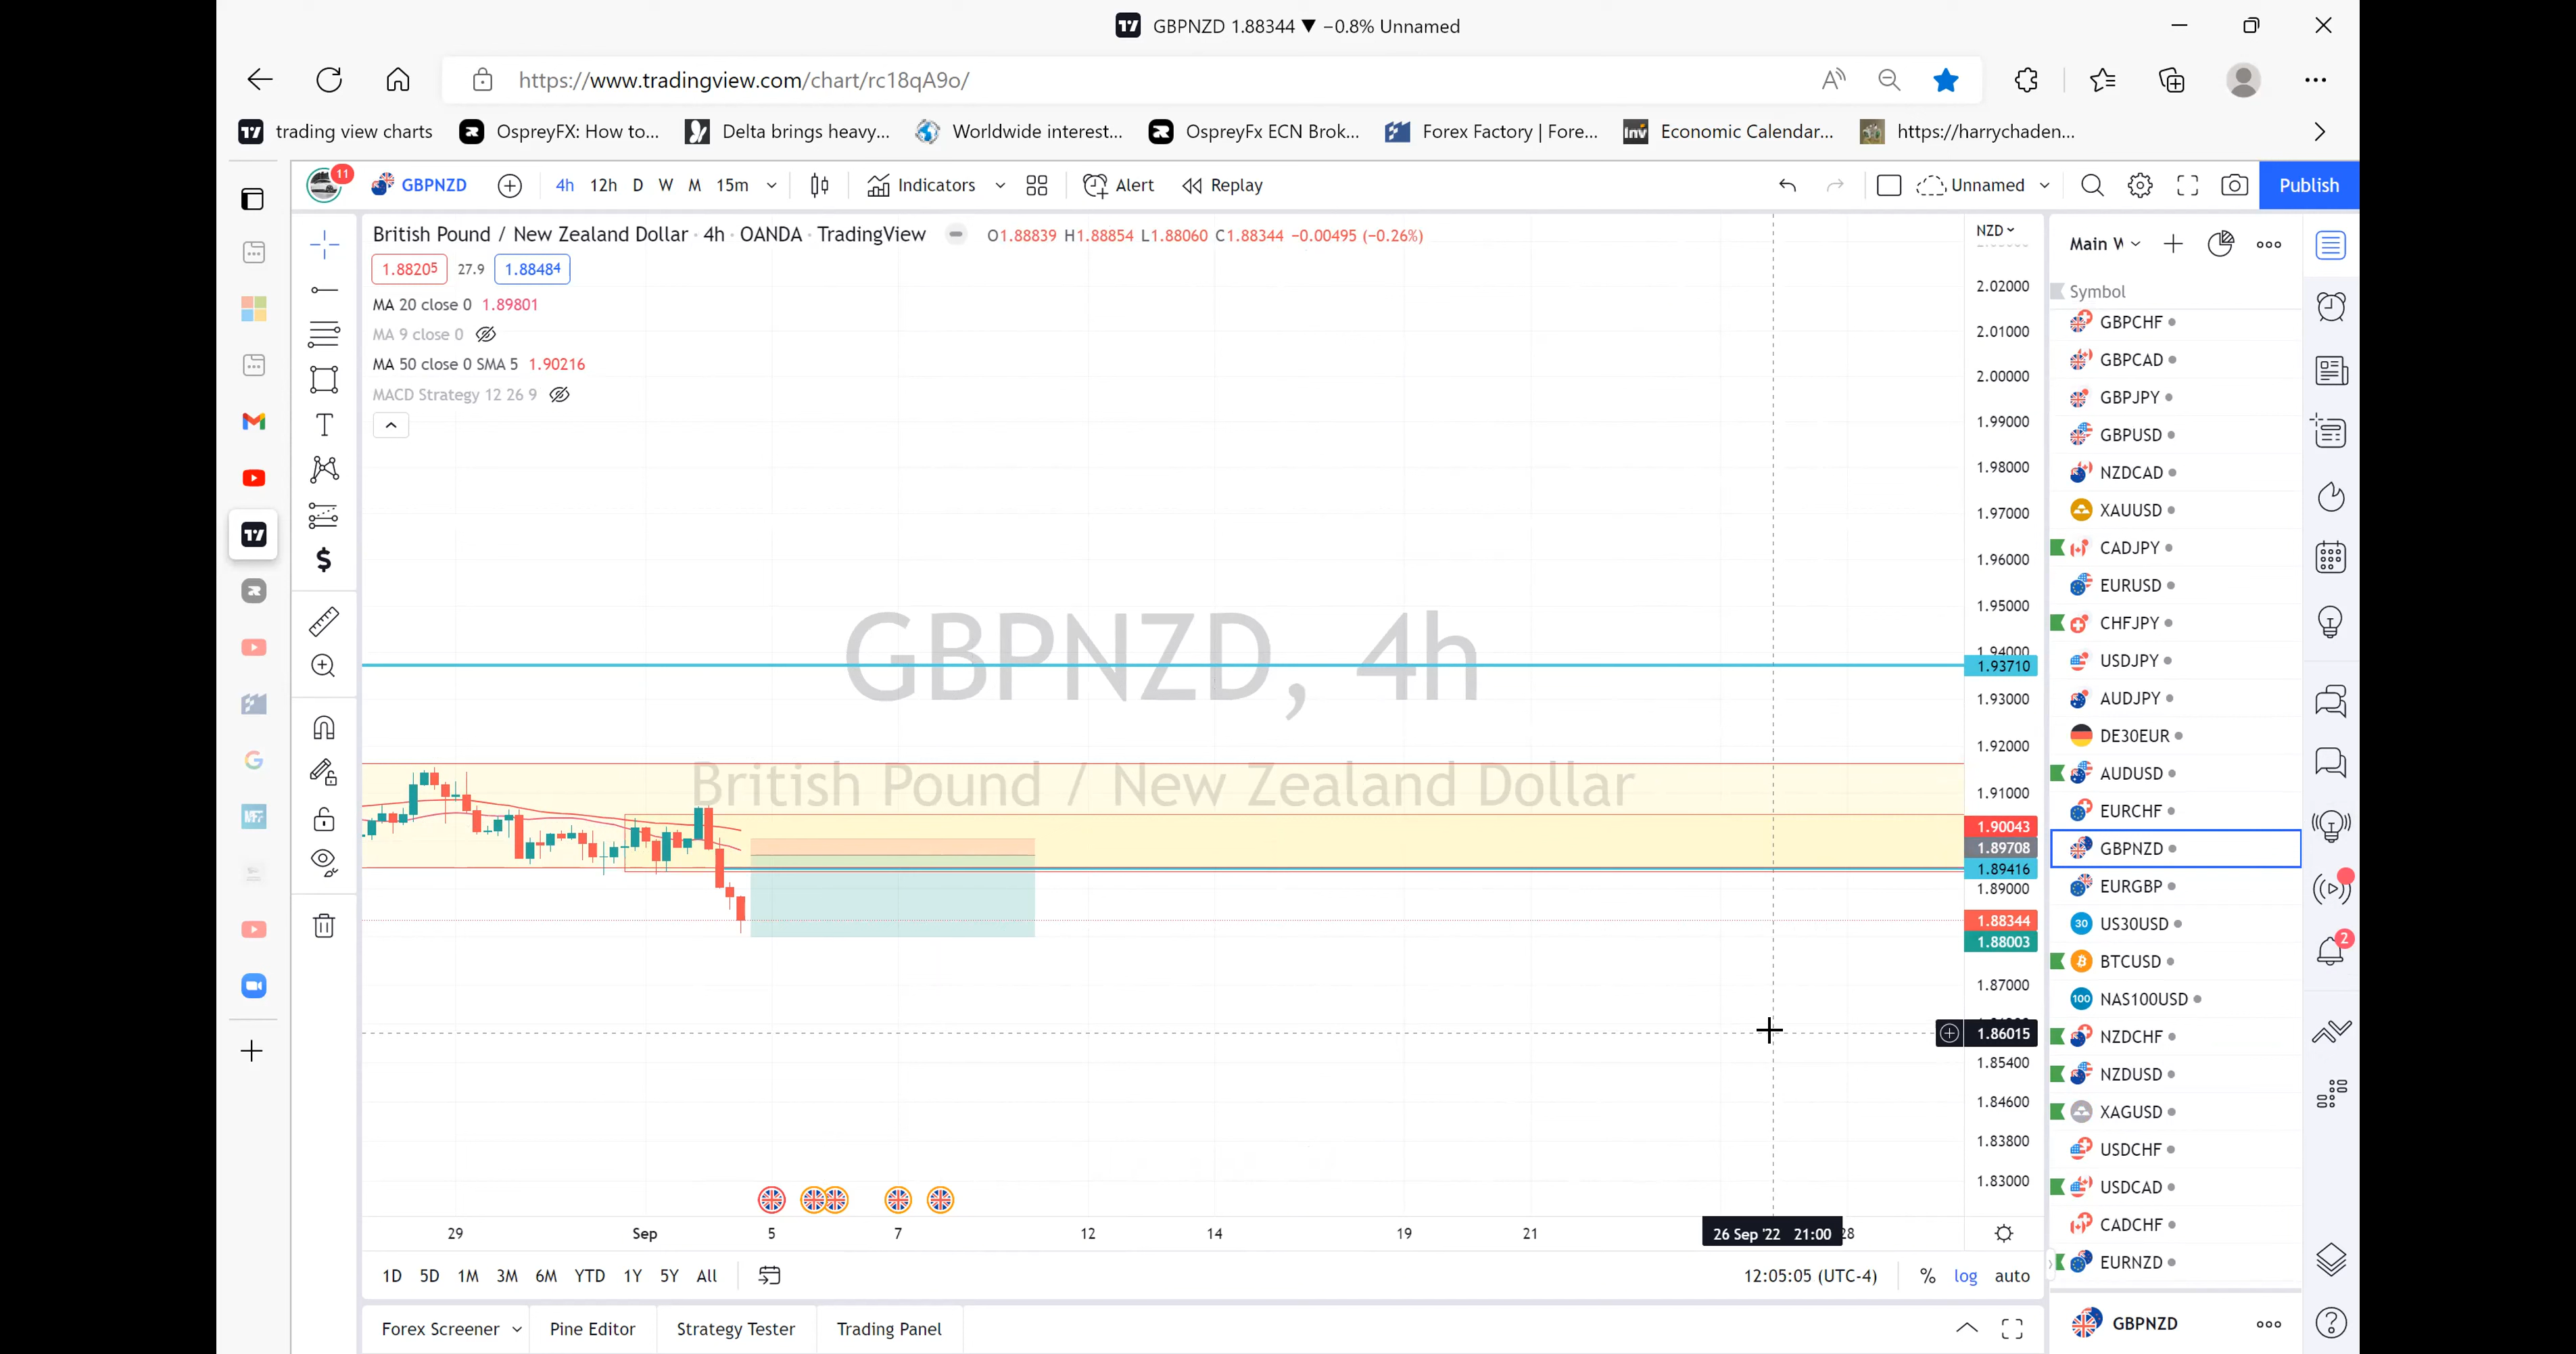 GBPNZD 1.88344 ▼ −0.8% Unnamed
https://www.tradingview.com/chart/rc18qA9o/
trading view charts
OspreyFX: How to...
Delta brings heavy...
Worldwide interest...
OspreyFx ECN Brok...
Forex Factory | Fore...
Economic Calendar...
https://harrychaden...
11
GBPNZD
4h 12h D W M 15m
Indicators
Alert
Replay
Unnamed
Publish
British Pound / New Zealand Dollar · 4h · OANDA · TradingView
O1.88839 H1.88854 L1.88060 C1.88344 −0.00495 (−0.26%)
1.88205 27.9 1.88484
MA 20 close 0 1.89801
MA 9 close 0
MA 50 close 0 SMA 5 1.90216
MACD Strategy 12 26 9
GBPNZD, 4h
British Pound / New Zealand Dollar
NZD
2.02000
2.01000
2.00000
1.99000
1.98000
1.97000
1.96000
1.95000
1.94000
1.93710
1.93000
1.92000
1.91000
1.90043
1.89708
1.89416
1.89000
1.88344
1.88003
1.87000
1.86015
1.85400
1.84600
1.83800
1.83000
29 Sep 5 7 12 14 19 21 26 Sep '22 21:00 28
1D 5D 1M 3M 6M YTD 1Y 5Y All
12:05:05 (UTC-4) % log auto
Forex Screener
Pine Editor
Strategy Tester
Trading Panel
Main W
Symbol
GBPCHF
GBPCAD
GBPJPY
GBPUSD
NZDCAD
XAUUSD
CADJPY
EURUSD
CHFJPY
USDJPY
AUDJPY
DE30EUR
AUDUSD
EURCHF
GBPNZD
EURGBP
30 US30USD
BTCUSD
100 NAS100USD
NZDCHF
NZDUSD
XAGUSD
USDCHF
USDCAD
CADCHF
EURNZD
GBPNZD
2